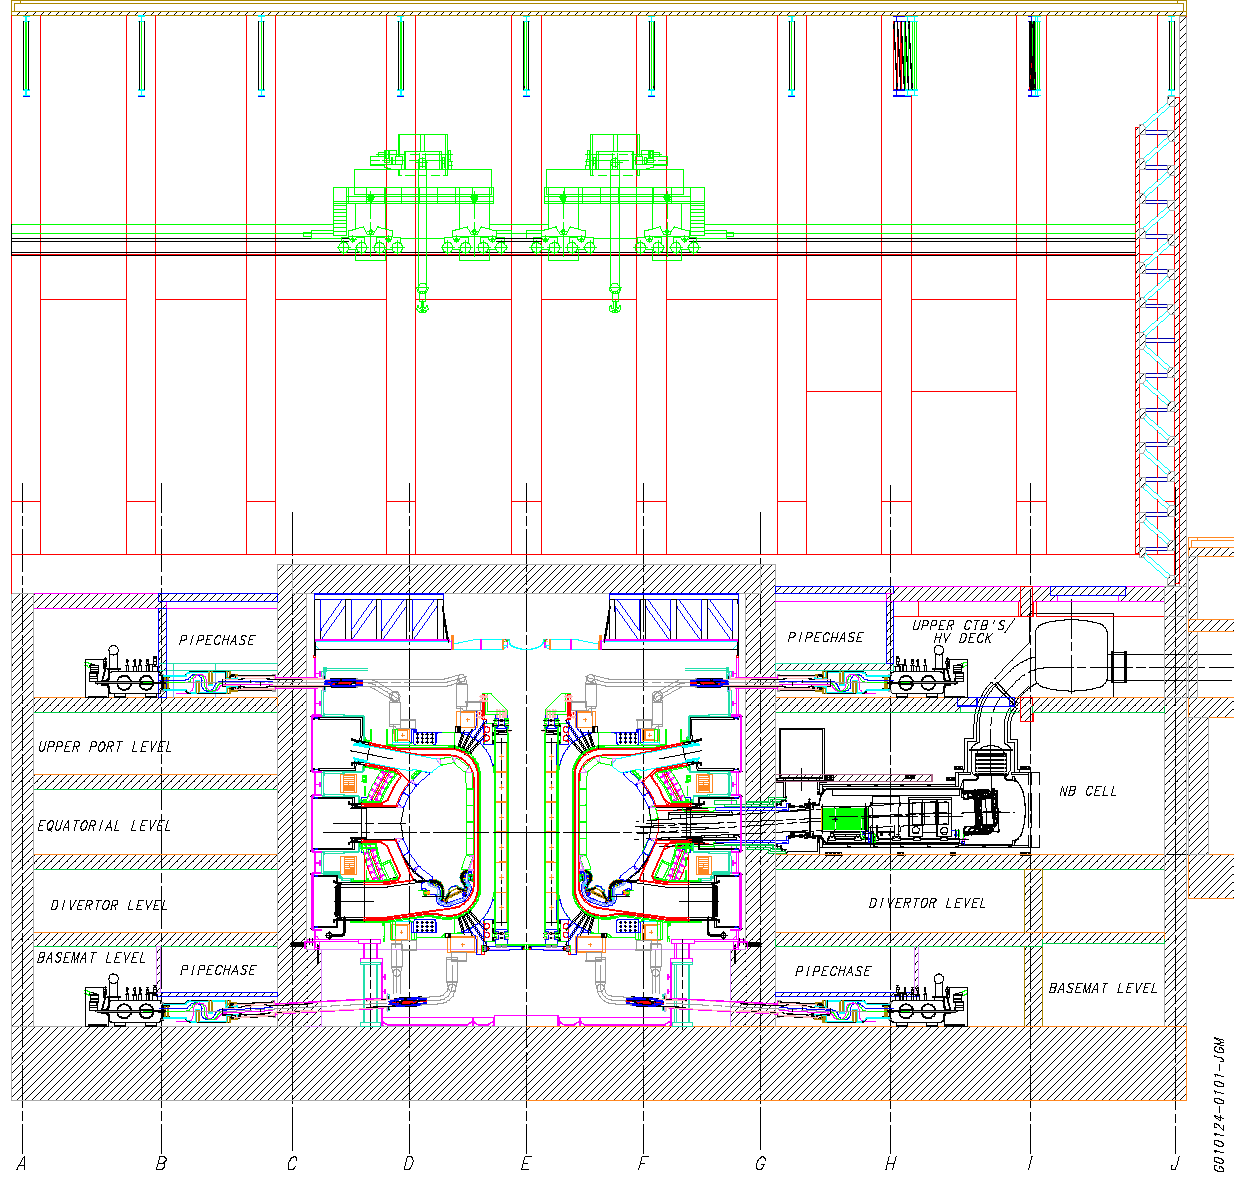 PIPECHASE
PIPECHASE
UPPER CTB'S/
HV DECK
UPPER PORT LEVEL
NB CELL
EQUATORIAL LEVEL
DIVERTOR LEVEL
DIVERTOR LEVEL
BASEMAT LEVEL
PIPECHASE
PIPECHASE
BASEMAT LEVEL
A B C D E F G H I J
G010124-0101-JGM